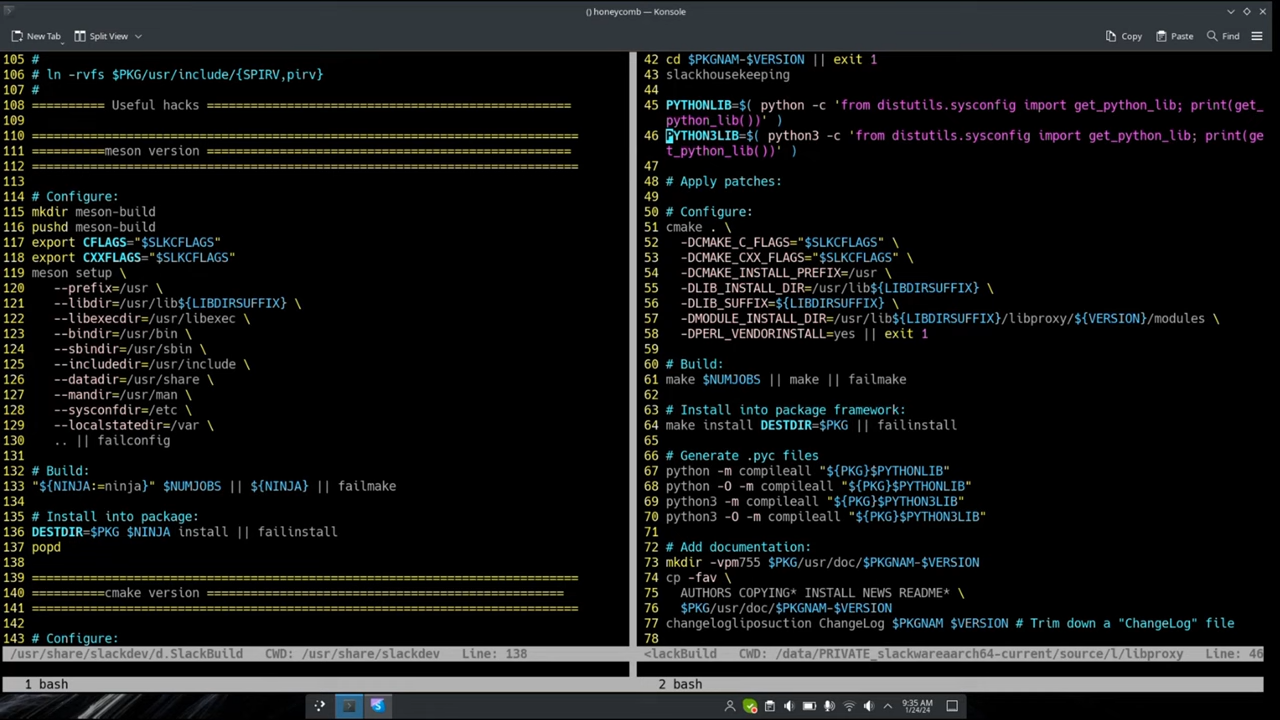 () honeycomb — Konsole
New Tab
Split View
Copy
Paste
Find
105 #
106 # ln -rvfs $PKG/usr/include/{SPIRV,pirv}
107 #
108 ========== Useful hacks ===================================================
109
110 ===========================================================================
111 ==========meson version ==================================================
112 ===========================================================================
113
114 # Configure:
115 mkdir meson-build
116 pushd meson-build
117 export CFLAGS="$SLKCFLAGS"
118 export CXXFLAGS="$SLKCFLAGS"
119 meson setup \
120    --prefix=/usr \
121    --libdir=/usr/lib${LIBDIRSUFFIX} \
122    --libexecdir=/usr/libexec \
123    --bindir=/usr/bin \
124    --sbindir=/usr/sbin \
125    --includedir=/usr/include \
126    --datadir=/usr/share \
127    --mandir=/usr/man \
128    --sysconfdir=/etc \
129    --localstatedir=/var \
130    .. || failconfig
131
132 # Build:
133 "${NINJA:=ninja}" $NUMJOBS || ${NINJA} || failmake
134
135 # Install into package:
136 DESTDIR=$PKG $NINJA install || failinstall
137 popd
138
139 ===========================================================================
140 ==========cmake version =================================================
141 ===========================================================================
142
143 # Configure:
/usr/share/slackdev/d.SlackBuild   CWD: /usr/share/slackdev   Line: 138
1 bash
42 cd $PKGNAM-$VERSION || exit 1
43 slackhousekeeping
44
45 PYTHONLIB=$( python -c 'from distutils.sysconfig import get_python_lib; print(get_
python_lib())' )
46 PYTHON3LIB=$( python3 -c 'from distutils.sysconfig import get_python_lib; print(ge
t_python_lib())' )
47
48 # Apply patches:
49
50 # Configure:
51 cmake . \
52   -DCMAKE_C_FLAGS="$SLKCFLAGS" \
53   -DCMAKE_CXX_FLAGS="$SLKCFLAGS" \
54   -DCMAKE_INSTALL_PREFIX=/usr \
55   -DLIB_INSTALL_DIR=/usr/lib${LIBDIRSUFFIX} \
56   -DLIB_SUFFIX=${LIBDIRSUFFIX} \
57   -DMODULE_INSTALL_DIR=/usr/lib${LIBDIRSUFFIX}/libproxy/${VERSION}/modules \
58   -DPERL_VENDORINSTALL=yes || exit 1
59
60 # Build:
61 make $NUMJOBS || make || failmake
62
63 # Install into package framework:
64 make install DESTDIR=$PKG || failinstall
65
66 # Generate .pyc files
67 python -m compileall "${PKG}$PYTHONLIB"
68 python -O -m compileall "${PKG}$PYTHONLIB"
69 python3 -m compileall "${PKG}$PYTHON3LIB"
70 python3 -O -m compileall "${PKG}$PYTHON3LIB"
71
72 # Add documentation:
73 mkdir -vpm755 $PKG/usr/doc/$PKGNAM-$VERSION
74 cp -fav \
75   AUTHORS COPYING* INSTALL NEWS README* \
76   $PKG/usr/doc/$PKGNAM-$VERSION
77 changelogliposuction ChangeLog $PKGNAM $VERSION # Trim down a "ChangeLog" file
78
<lackBuild   CWD: /data/PRIVATE_slackwareaarch64-current/source/l/libproxy   Line: 46
2 bash
9:35 AM
1/24/24